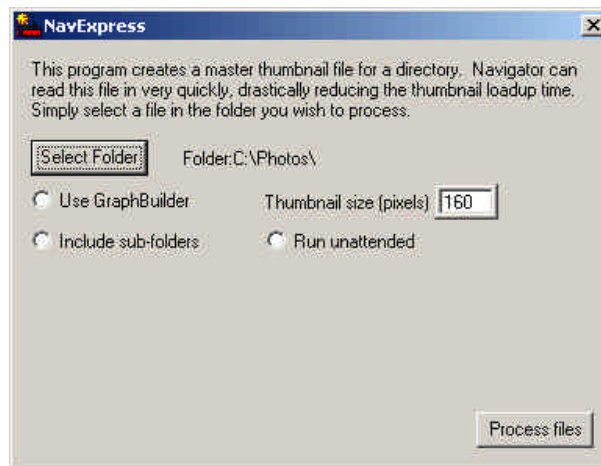 NavExpress
This program creates a master thumbnail file for a directory. Navigator can
read this file in very quickly, drastically reducing the thumbnail loadup time.
Simply select a file in the folder you wish to process.
Select Folder Folder:C:\Photos\
Use GraphBuilder Thumbnail size (pixels) 160
Include sub-folders Run unattended
Process files